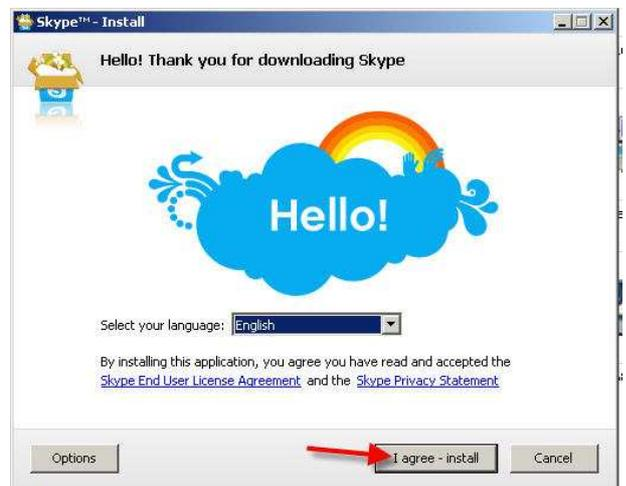 Skype™ - Install
Hello! Thank you for downloading Skype
Hello!
Select your language: English
By installing this application, you agree you have read and accepted the
Skype End User License Agreement and the Skype Privacy Statement
Options I agree - install Cancel